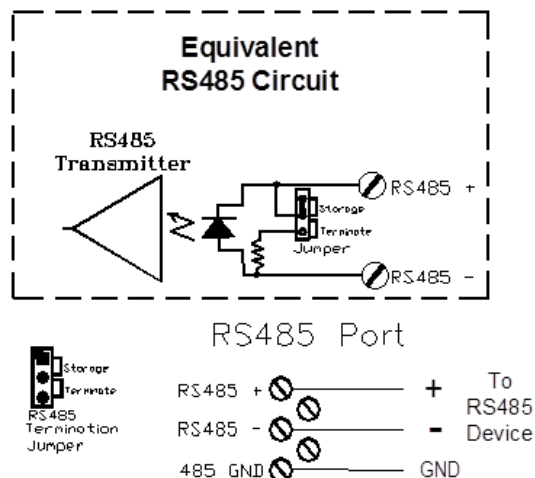 Equivalent
RS485 Circuit
RS485
Transmitter
RS485 +
Storage
Terminate
Jumper
RS485 -
RS485 Port
Storage
Terminate
RS485
Termination
Jumper
RS485 +
+
To
RS485
Device
RS485 -
-
485 GND
GND